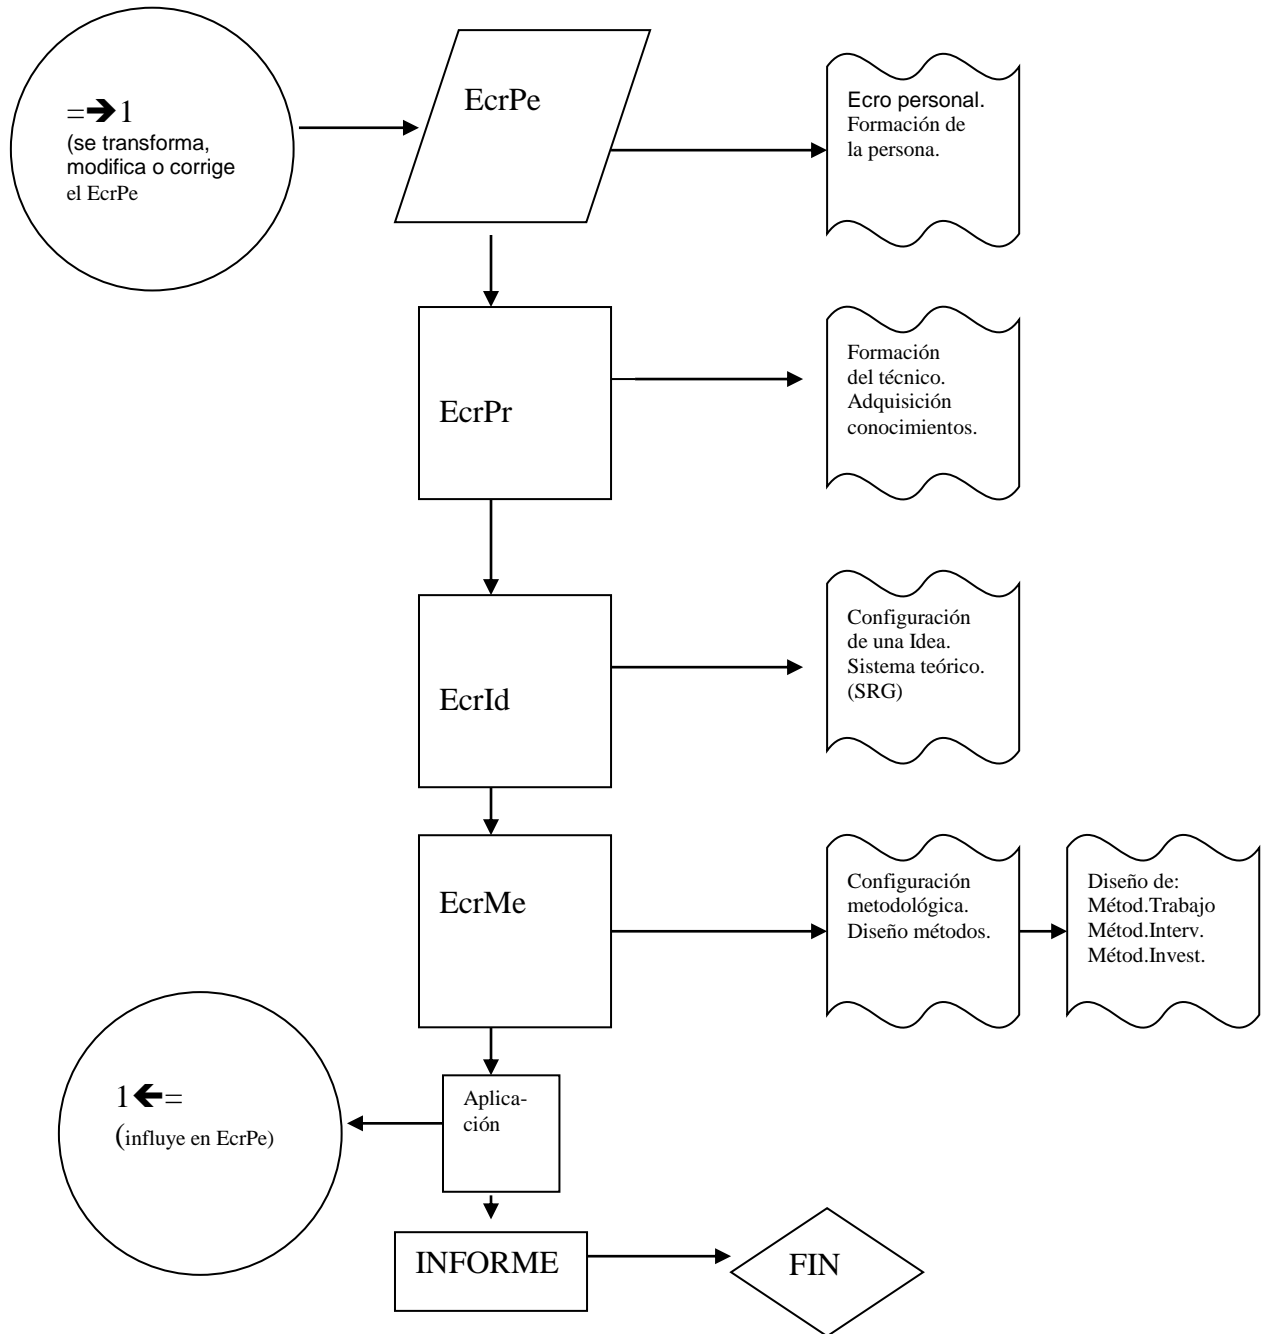 =➔1
(se transforma,
modifica o corrige
el EcrPe
EcrPe
Ecro personal.
Formación de
la persona.
EcrPr
Formación
del técnico.
Adquisición
conocimientos.
EcrId
Configuración
de una Idea.
Sistema teórico.
(SRG)
EcrMe
Configuración
metodológica.
Diseño métodos.
Diseño de:
Métod.Trabajo
Métod.Interv.
Métod.Invest.
Aplica-
ción
1🡸=
(influye en EcrPe)
INFORME
FIN